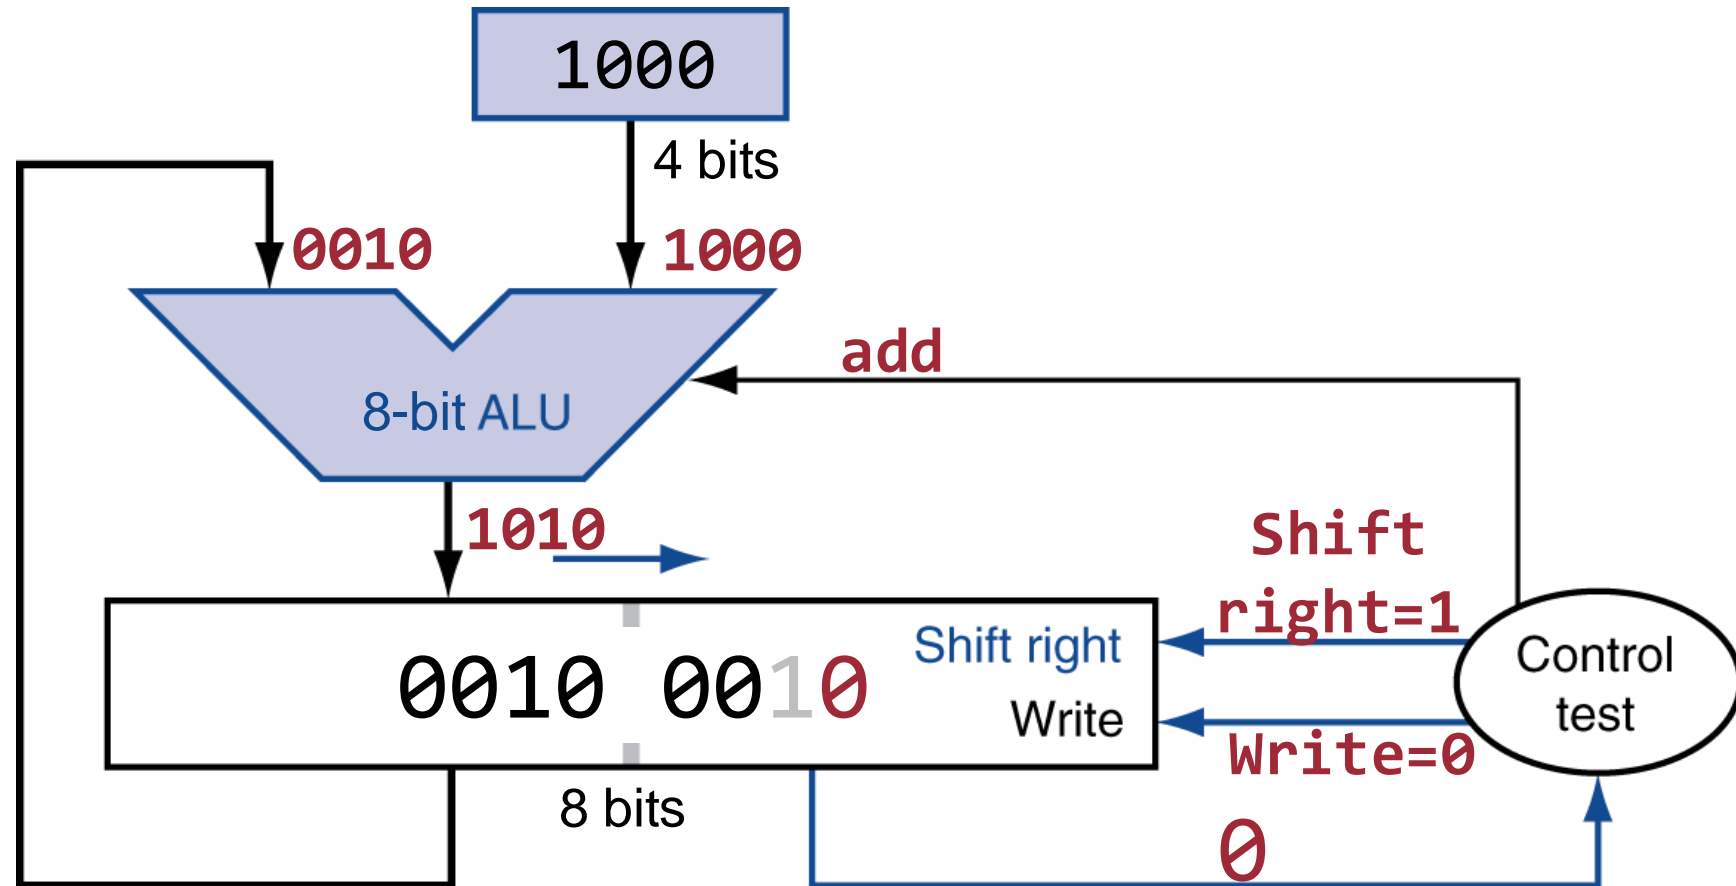 1000
4 bits
0010
1000
add
8-bit ALU
1010
Shift
right=1
Shift right
0010 0010
Control
test
Write
Write=0
8 bits
0